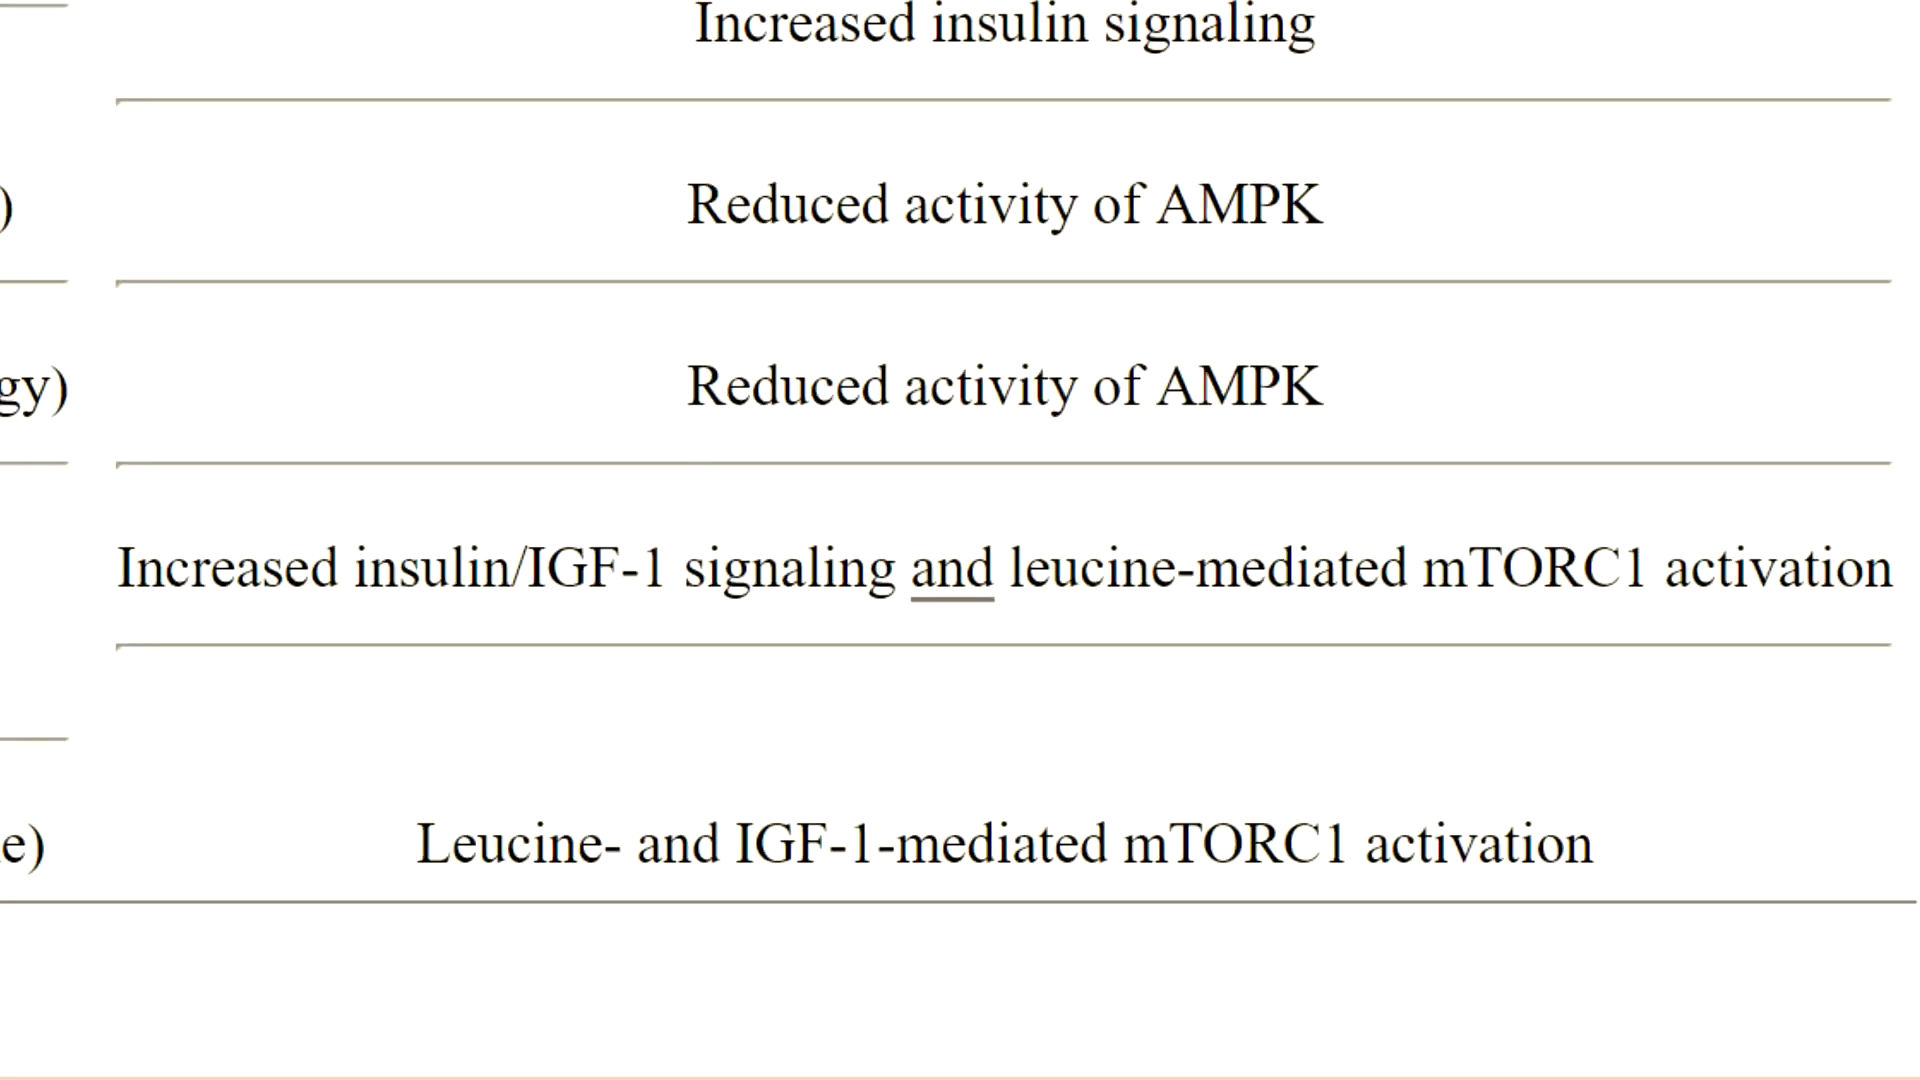 Increased insulin signaling
) Reduced activity of AMPK
gy) Reduced activity of AMPK
Increased insulin/IGF-1 signaling and leucine-mediated mTORC1 activation
e) Leucine- and IGF-1-mediated mTORC1 activation